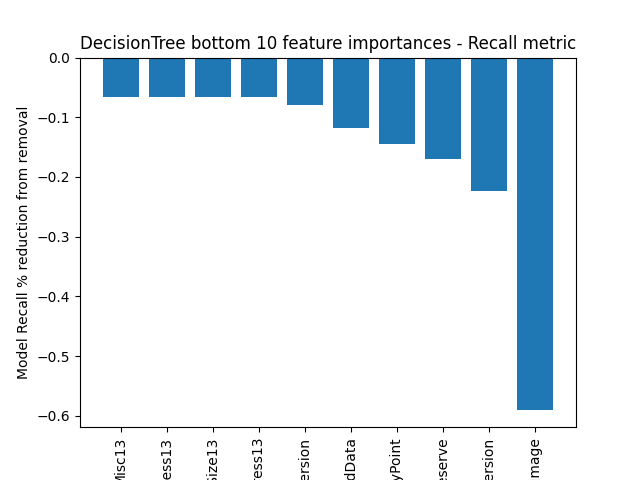 DecisionTree bottom 10 feature importances - Recall metric
Model Recall % reduction from removal
0.0
−0.1
−0.2
−0.3
−0.4
−0.5
−0.6
Misc13
ess13
Size13
ress13
ersion
dData
yPoint
eserve
ersion
mage